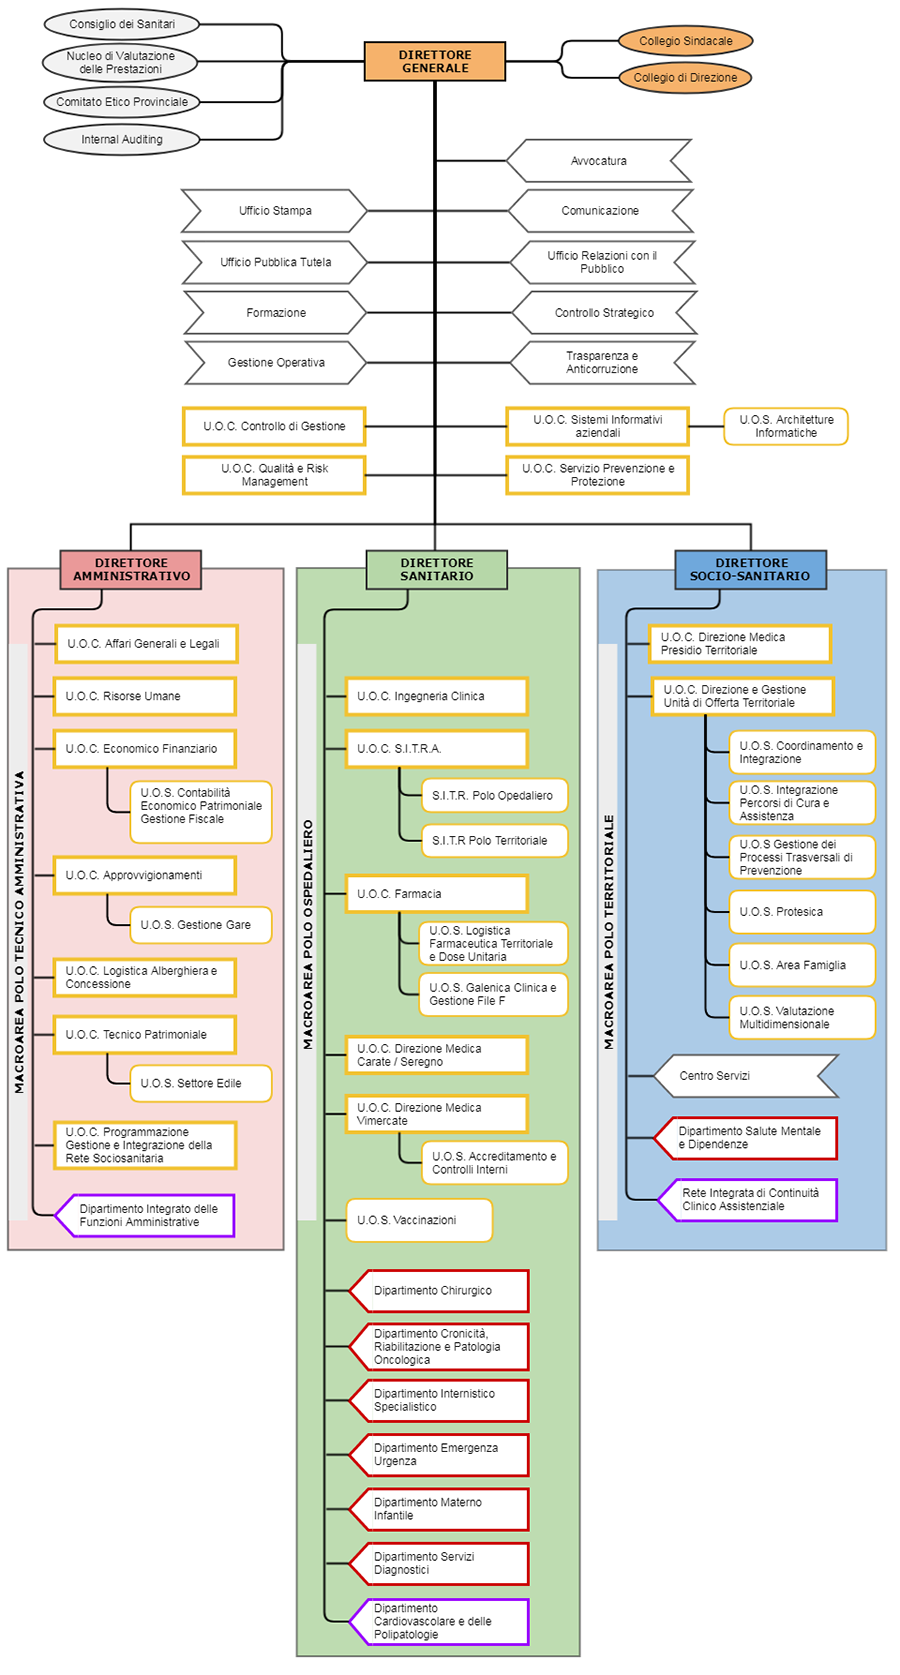 Consiglio dei Sanitari
Nucleo di Valutazione
delle Prestazioni
Comitato Etico Provinciale
Internal Auditing
DIRETTORE
GENERALE
Collegio Sindacale
Collegio di Direzione
Avvocatura
Ufficio Stampa
Comunicazione
Ufficio Pubblica Tutela
Ufficio Relazioni con il
Pubblico
Formazione
Controllo Strategico
Gestione Operativa
Trasparenza e
Anticorruzione
U.O.C. Controllo di Gestione
U.O.C. Sistemi Informativi
aziendali
U.O.S. Architetture
Informatiche
U.O.C. Qualità e Risk
Management
U.O.C. Servizio Prevenzione e
Protezione
DIRETTORE
AMMINISTRATIVO
MACROAREA POLO TECNICO AMMINISTRATIVA
U.O.C. Affari Generali e Legali
U.O.C. Risorse Umane
U.O.C. Economico Finanziario
U.O.S. Contabilità
Economico Patrimoniale
Gestione Fiscale
U.O.C. Approvvigionamenti
U.O.S. Gestione Gare
U.O.C. Logistica Alberghiera e
Concessione
U.O.C. Tecnico Patrimoniale
U.O.S. Settore Edile
U.O.C. Programmazione
Gestione e Integrazione della
Rete Sociosanitaria
Dipartimento Integrato delle
Funzioni Amministrative
DIRETTORE
SANITARIO
MACROAREA POLO OSPEDALIERO
U.O.C. Ingegneria Clinica
U.O.C. S.I.T.R.A.
S.I.T.R. Polo Opedaliero
S.I.T.R Polo Territoriale
U.O.C. Farmacia
U.O.S. Logistica
Farmaceutica Territoriale
e Dose Unitaria
U.O.S. Galenica Clinica e
Gestione File F
U.O.C. Direzione Medica
Carate / Seregno
U.O.C. Direzione Medica
Vimercate
U.O.S. Accreditamento e
Controlli Interni
U.O.S. Vaccinazioni
Dipartimento Chirurgico
Dipartimento Cronicità,
Riabilitazione e Patologia
Oncologica
Dipartimento Internistico
Specialistico
Dipartimento Emergenza
Urgenza
Dipartimento Materno
Infantile
Dipartimento Servizi
Diagnostici
Dipartimento
Cardiovascolare e delle
Polipatologie
DIRETTORE
SOCIO-SANITARIO
MACROAREA POLO TERRITORIALE
U.O.C. Direzione Medica
Presidio Territoriale
U.O.C. Direzione e Gestione
Unità di Offerta Territoriale
U.O.S. Coordinamento e
Integrazione
U.O.S. Integrazione
Percorsi di Cura e
Assistenza
U.O.S Gestione dei
Processi Trasversali di
Prevenzione
U.O.S. Protesica
U.O.S. Area Famiglia
U.O.S. Valutazione
Multidimensionale
Centro Servizi
Dipartimento Salute Mentale
e Dipendenze
Rete Integrata di Continuità
Clinico Assistenziale